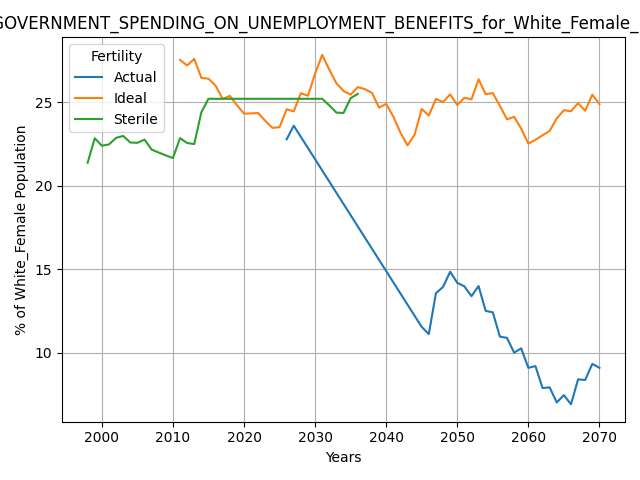 GOVERNMENT_SPENDING_ON_UNEMPLOYMENT_BENEFITS_for_White_Female_
Fertility
Actual
Ideal
Sterile
% of White_Female Population
25
20
15
10
2000 2010 2020 2030 2040 2050 2060 2070
Years